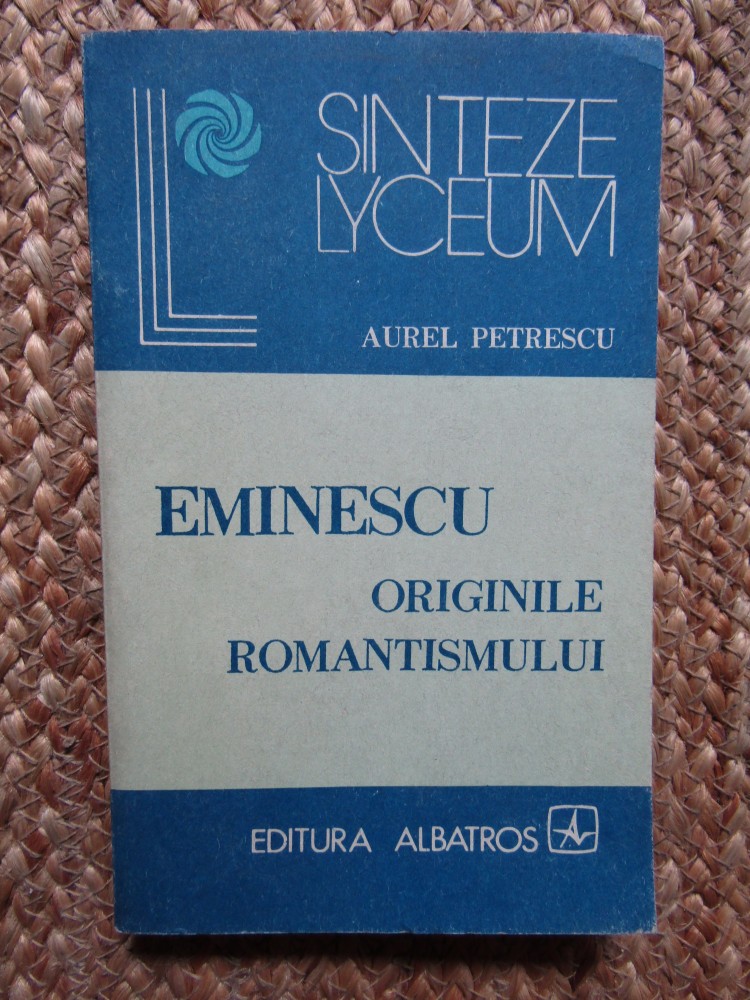 SINTEZE
LYCEUM
AUREL PETRESCU
EMINESCU
ORIGINILE
ROMANTISMULUI
EDITURA ALBATROS